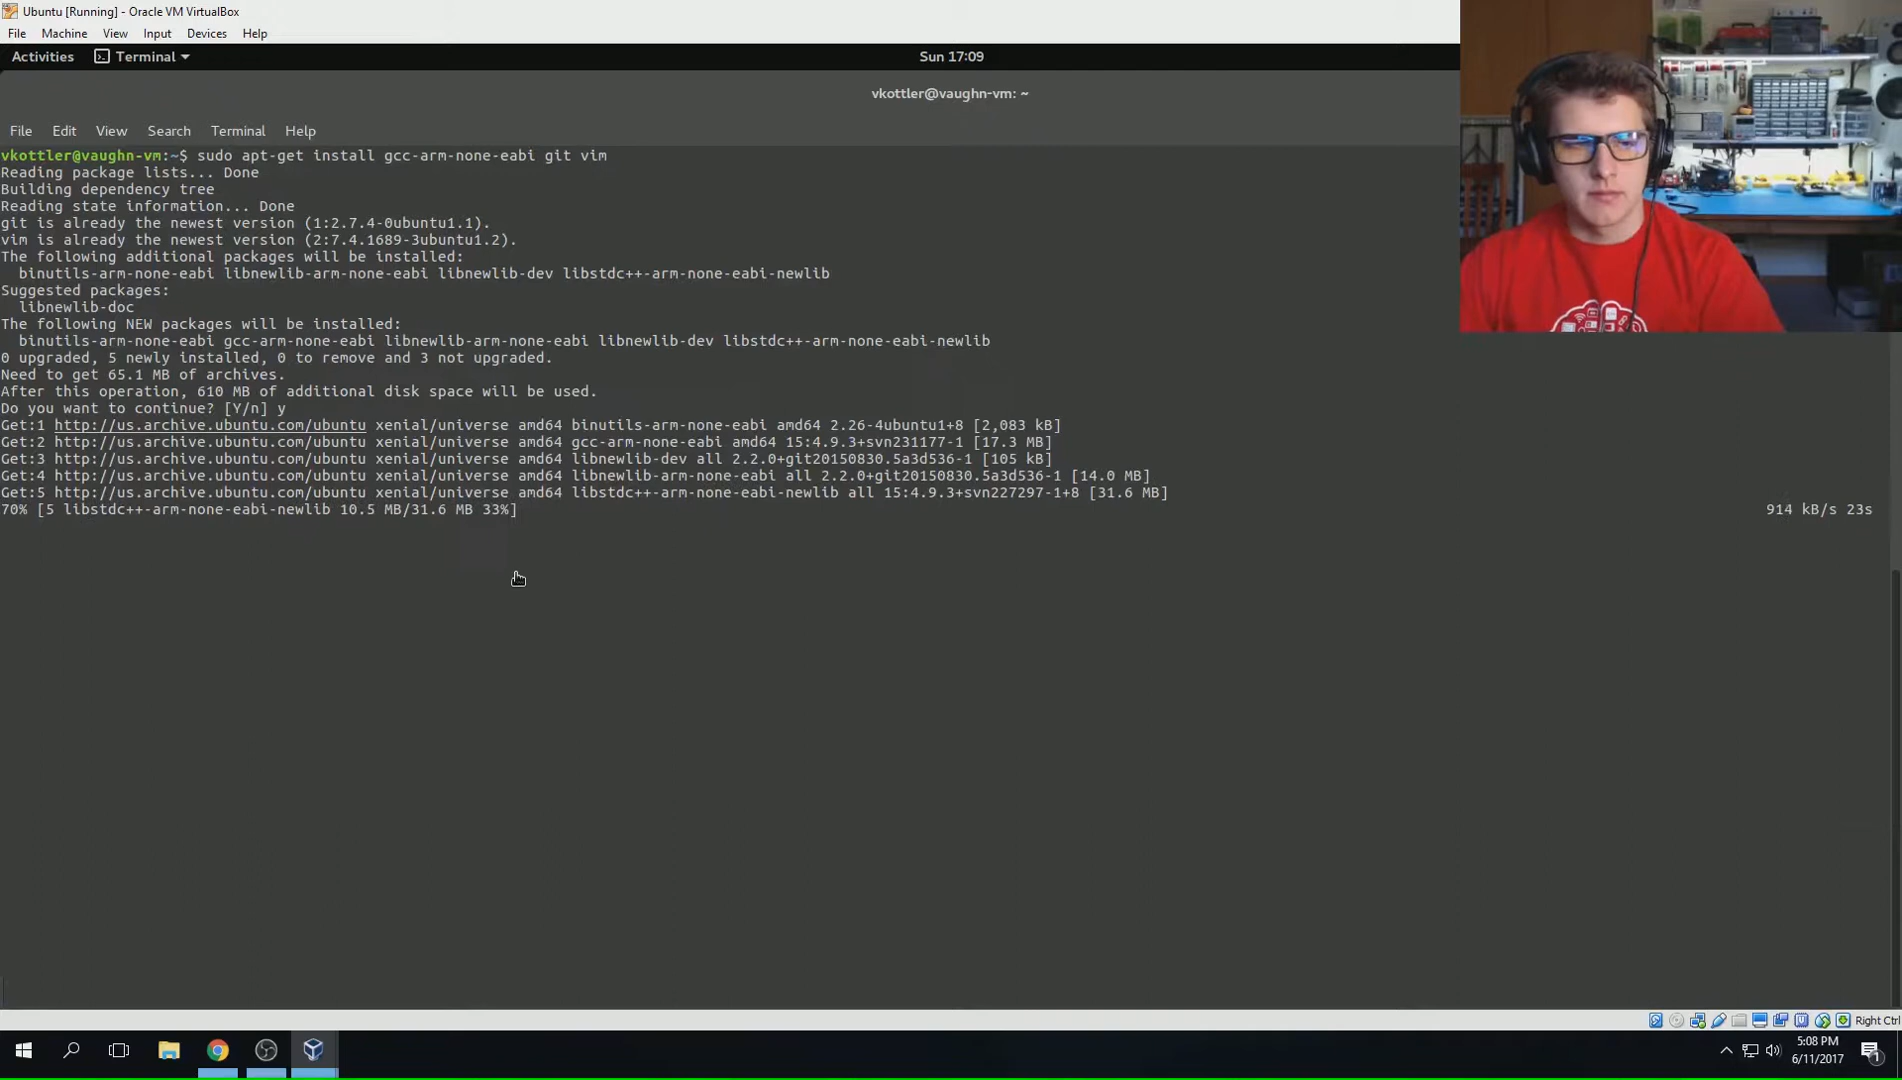 Ubuntu [Running] - Oracle VM VirtualBox
File Machine View Input Devices Help
Activities Terminal Sun 17:09
vkottler@vaughn-vm: ~
File Edit View Search Terminal Help
vkottler@vaughn-vm:~$ sudo apt-get install gcc-arm-none-eabi git vim
Reading package lists... Done
Building dependency tree
Reading state information... Done
git is already the newest version (1:2.7.4-0ubuntu1.1).
vim is already the newest version (2:7.4.1689-3ubuntu1.2).
The following additional packages will be installed:
binutils-arm-none-eabi libnewlib-arm-none-eabi libnewlib-dev libstdc++-arm-none-eabi-newlib
Suggested packages:
libnewlib-doc
The following NEW packages will be installed:
binutils-arm-none-eabi gcc-arm-none-eabi libnewlib-arm-none-eabi libnewlib-dev libstdc++-arm-none-eabi-newlib
0 upgraded, 5 newly installed, 0 to remove and 3 not upgraded.
Need to get 65.1 MB of archives.
After this operation, 610 MB of additional disk space will be used.
Do you want to continue? [Y/n] y
Get:1 http://us.archive.ubuntu.com/ubuntu xenial/universe amd64 binutils-arm-none-eabi amd64 2.26-4ubuntu1+8 [2,083 kB]
Get:2 http://us.archive.ubuntu.com/ubuntu xenial/universe amd64 gcc-arm-none-eabi amd64 15:4.9.3+svn231177-1 [17.3 MB]
Get:3 http://us.archive.ubuntu.com/ubuntu xenial/universe amd64 libnewlib-dev all 2.2.0+git20150830.5a3d536-1 [105 kB]
Get:4 http://us.archive.ubuntu.com/ubuntu xenial/universe amd64 libnewlib-arm-none-eabi all 2.2.0+git20150830.5a3d536-1 [14.0 MB]
Get:5 http://us.archive.ubuntu.com/ubuntu xenial/universe amd64 libstdc++-arm-none-eabi-newlib all 15:4.9.3+svn227297-1+8 [31.6 MB]
70% [5 libstdc++-arm-none-eabi-newlib 10.5 MB/31.6 MB 33%] 914 kB/s 23s
Right Ctrl
5:08 PM
6/11/2017
1